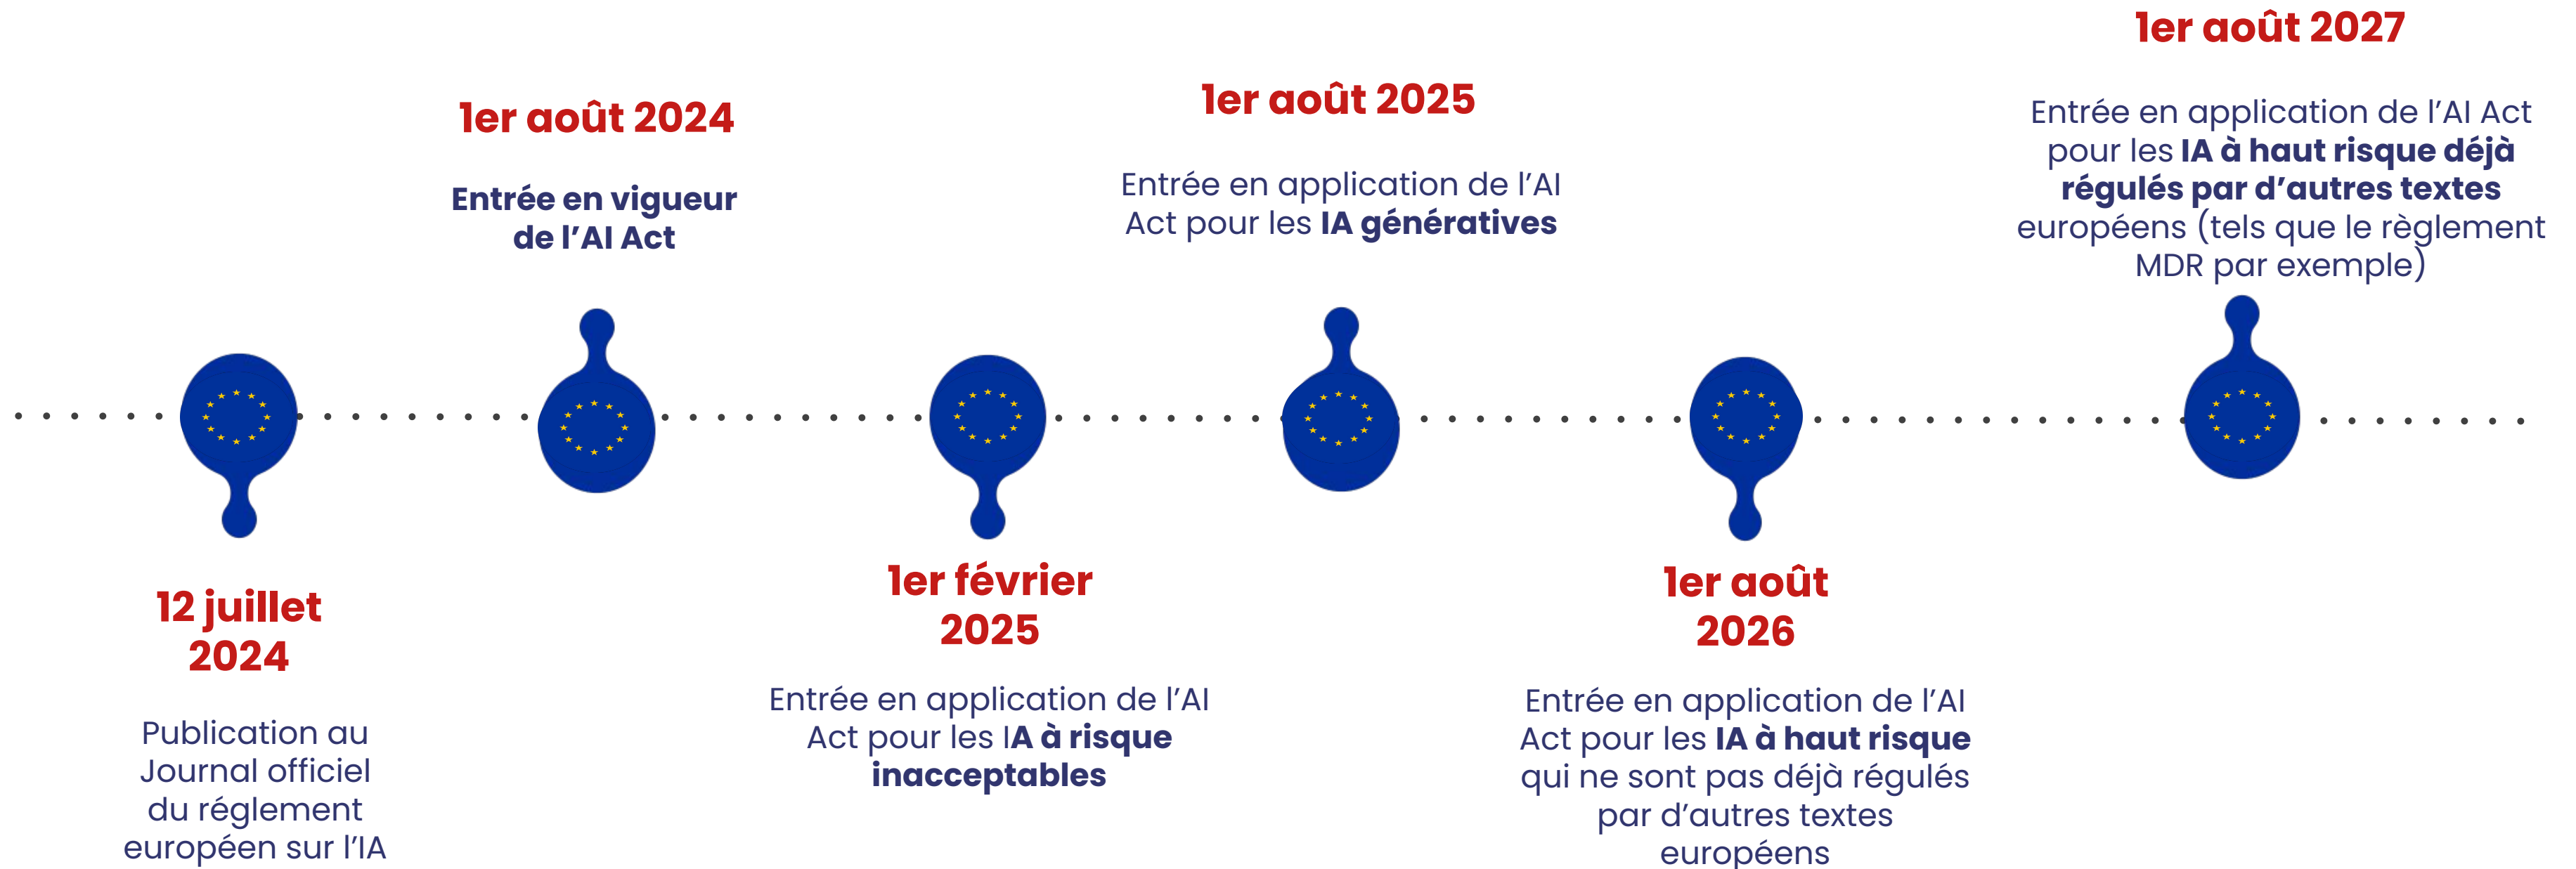 12 juillet
2024
Publication au
Journal officiel
du réglement
européen sur l'IA
1er août 2024
Entrée en vigueur
de l'AI Act
1er février
2025
Entrée en application de l'AI
Act pour les IA à risque
inacceptables
1er août 2025
Entrée en application de l'AI
Act pour les IA génératives
1er août
2026
Entrée en application de l'AI
Act pour les IA à haut risque
qui ne sont pas déjà régulés
par d'autres textes
européens
1er août 2027
Entrée en application de l'AI Act
pour les IA à haut risque déjà
régulés par d'autres textes
européens (tels que le règlement
MDR par exemple)